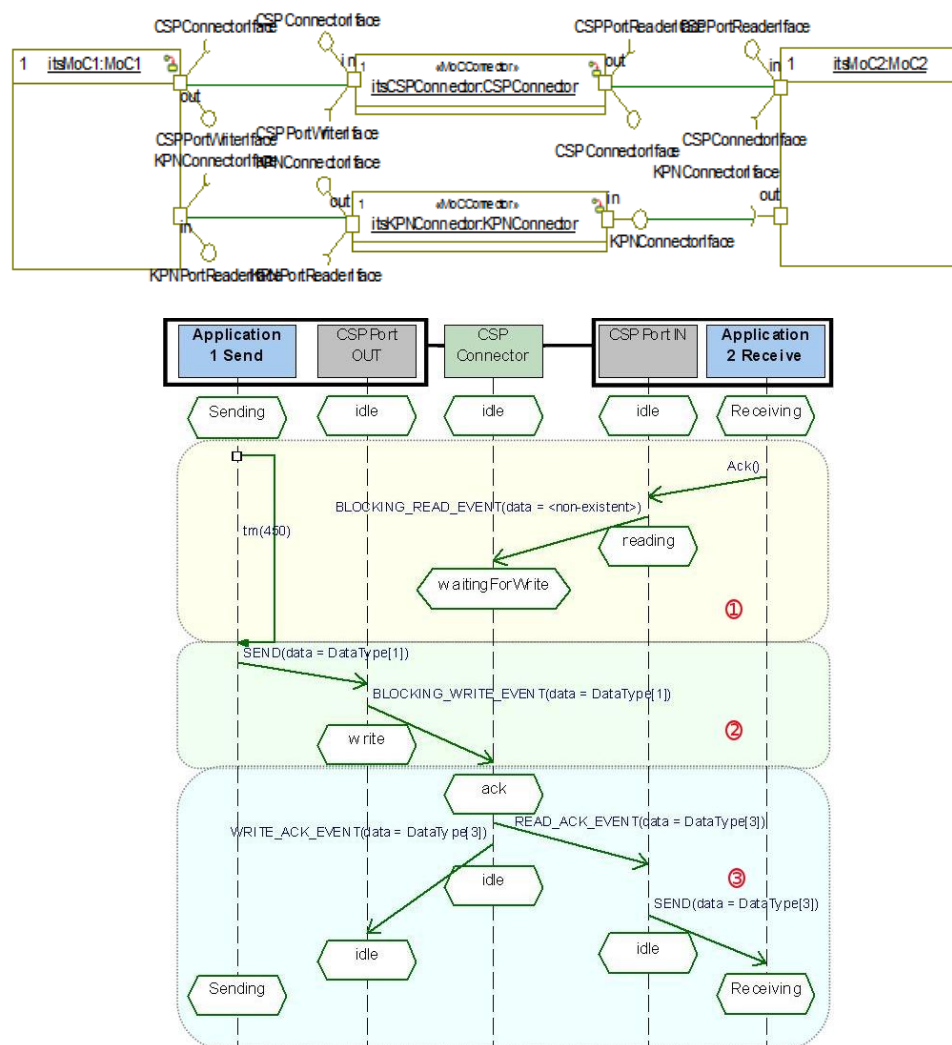 CSPConnectorIface
CSPConnectorIface
CSPPortReaderIface
CSPPortReaderIface
1 itsMoC1:MoC1
in
«MoCConnector»
itsCSPConnector:CSPConnector
out
in
1 itsMoC2:MoC2
out
CSPPortWriterIface
CSPPortWriterIface
CSPConnectorIface
CSPConnectorIface
KPNConnectorIface
KPNConnectorIface
KPNConnectorIface
out
1
«MoCConnector»
itsKPNConnector:KPNConnector
in
out
in
KPNConnectorIface
KPNPortReaderIface
KPNPortReaderIface
Application
1 Send
CSP Port
OUT
CSP
Connector
CSP Port IN
Application
2 Receive
Sending
idle
idle
idle
Receiving
Ack()
BLOCKING_READ_EVENT(data = <non-existent>)
tm(450)
reading
waitingForWrite
①
SEND(data = DataType[1])
BLOCKING_WRITE_EVENT(data = DataType[1])
write
②
ack
WRITE_ACK_EVENT(data = DataType[3])
READ_ACK_EVENT(data = DataType[3])
idle
③
SEND(data = DataType[3])
idle
idle
Sending
Receiving